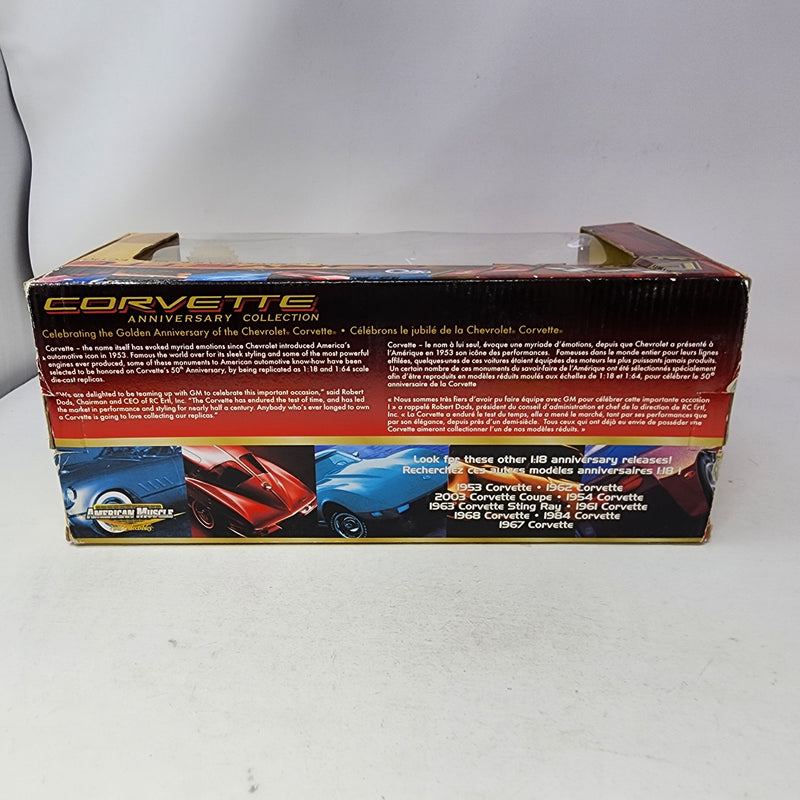 CORVETTE
ANNIVERSARY COLLECTION
Celebrating the Golden Anniversary of the Chevrolet® Corvette® • Célébrons le jubilé de la Chevrolet® Corvette®
Corvette – the name itself has evoked myriad emotions since Chevrolet introduced America's
automotive icon in 1953. Famous the world over for its sleek styling and some of the most powerful
engines ever produced, some of these monuments to American automotive know-how have been
selected to be honored on Corvette's 50th Anniversary, by being replicated as 1:18 and 1:64 scale
die-cast replicas.
"We are delighted to be teaming up with GM to celebrate this important occasion," said Robert
Dods, Chairman and CEO of RC Ertl, Inc. "The Corvette has endured the test of time, and has led
the market in performance and styling for nearly half a century. Anybody who's ever longed to own
a Corvette is going to love collecting our replicas."
Corvette – le nom à lui seul, évoque une myriade d'émotions, depuis que Chevrolet a présenté à
l'Amérique en 1953 son icône des performances. Fameuses dans le monde entier pour leurs lignes
effilées, quelques-unes de ces voitures étaient équipées des moteurs les plus puissants jamais produits.
Un certain nombre de ces monuments du savoir-faire de l'Amérique ont été sélectionnés spécialement
afin d'être reproduits en modèles réduits moulés aux échelles de 1:18 et 1:64, pour célébrer le 50e
anniversaire de la Corvette
« Nous sommes très fiers d'avoir pu faire équipe avec GM pour célébrer cette importante occasion
! » a rappelé Robert Dods, président du conseil d'administration et chef de la direction de RC Ertl,
Inc. « La Corvette a enduré le test du temps, elle a mené le marché, tant par ses performances que
par son élégance, depuis près d'un demi-siècle. Tous ceux qui ont déjà eu envie de posséder une
Corvette aimeront collectionner l'un de nos modèles réduits. »
Look for these other 1:18 anniversary releases!
Recherchez ces autres modèles anniversaires 1:18 !
1953 Corvette • 1962 Corvette
2003 Corvette Coupe • 1954 Corvette
1963 Corvette Sting Ray • 1961 Corvette
1968 Corvette • 1984 Corvette
1967 Corvette
AMERICAN MUSCLE